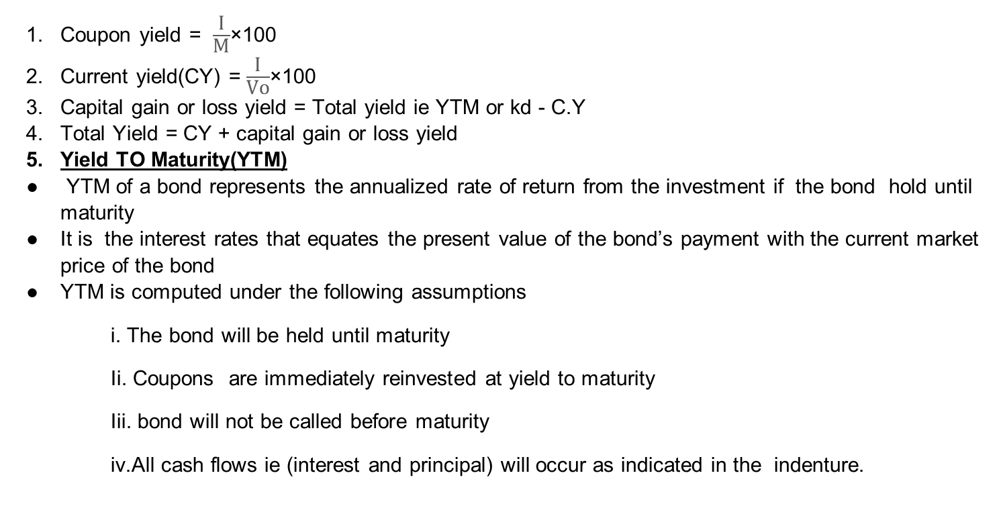 1. Coupon yield = I/M×100
2. Current yield(CY) = I/Vo×100
3. Capital gain or loss yield = Total yield ie YTM or kd - C.Y
4. Total Yield = CY + capital gain or loss yield
5. Yield TO Maturity(YTM)
● YTM of a bond represents the annualized rate of return from the investment if the bond hold until
maturity
● It is the interest rates that equates the present value of the bond’s payment with the current market
price of the bond
● YTM is computed under the following assumptions
i. The bond will be held until maturity
Ii. Coupons are immediately reinvested at yield to maturity
Iii. bond will not be called before maturity
iv.All cash flows ie (interest and principal) will occur as indicated in the indenture.